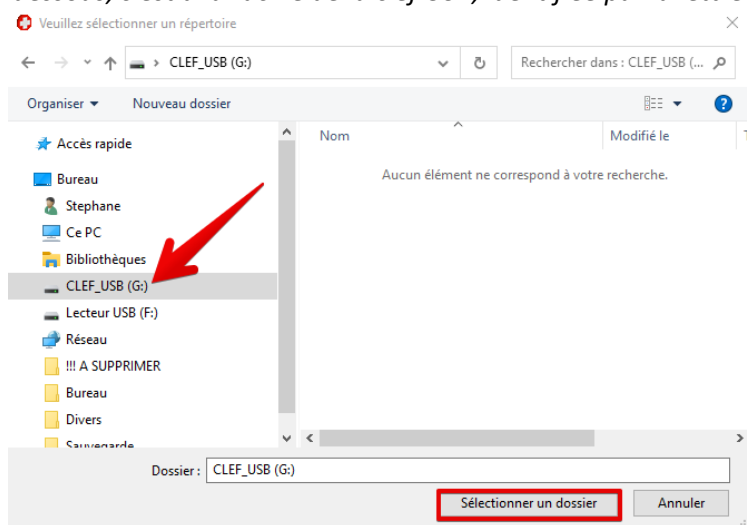 Veuillez sélectionner un répertoire
CLEF_USB (G:)
Rechercher dans : CLEF_USB (...
Organiser
Nouveau dossier
Nom
Modifié le
Aucun élément ne correspond à votre recherche.
Accès rapide
Bureau
Stephane
Ce PC
Bibliothèques
CLEF_USB (G:)
Lecteur USB (F:)
Réseau
!!! A SUPPRIMER
Bureau
Divers
Sauvegarde
Dossier : CLEF_USB (G:)
Sélectionner un dossier
Annuler